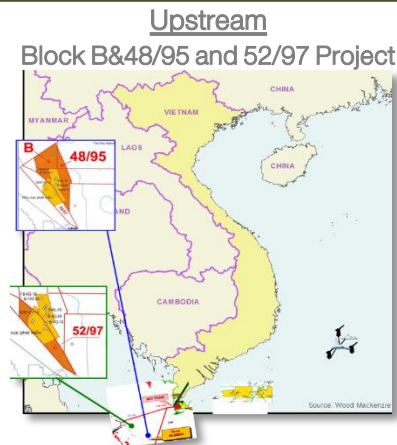 Upstream
Block B&48/95 and 52/97 Project
CHINA
VIETNAM
MYANMAR
LAOS
B
48/95
CHINA
AND
52/97
CAMBODIA
Source: Wood Mackenzie